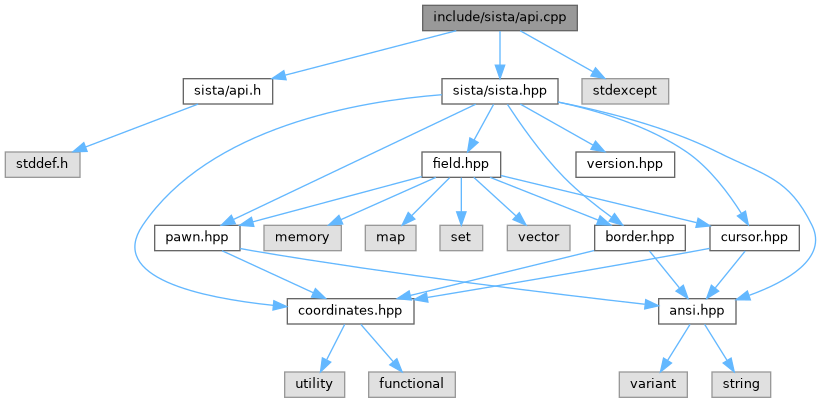 include/sista/api.cpp
sista/api.h
sista/sista.hpp
stdexcept
stddef.h
field.hpp
version.hpp
pawn.hpp
memory
map
set
vector
border.hpp
cursor.hpp
coordinates.hpp
ansi.hpp
utility
functional
variant
string